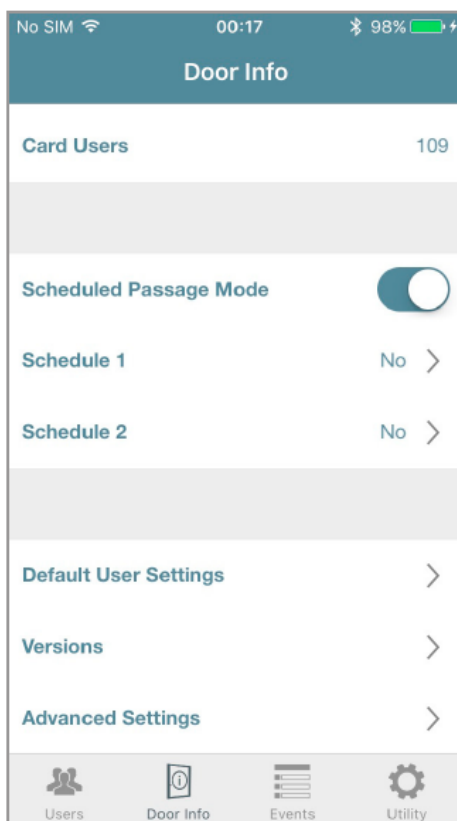 No SIM 00:17 98%
Door Info
Card Users 109
Scheduled Passage Mode
Schedule 1 No
Schedule 2 No
Default User Settings
Versions
Advanced Settings
Users Door Info Events Utility